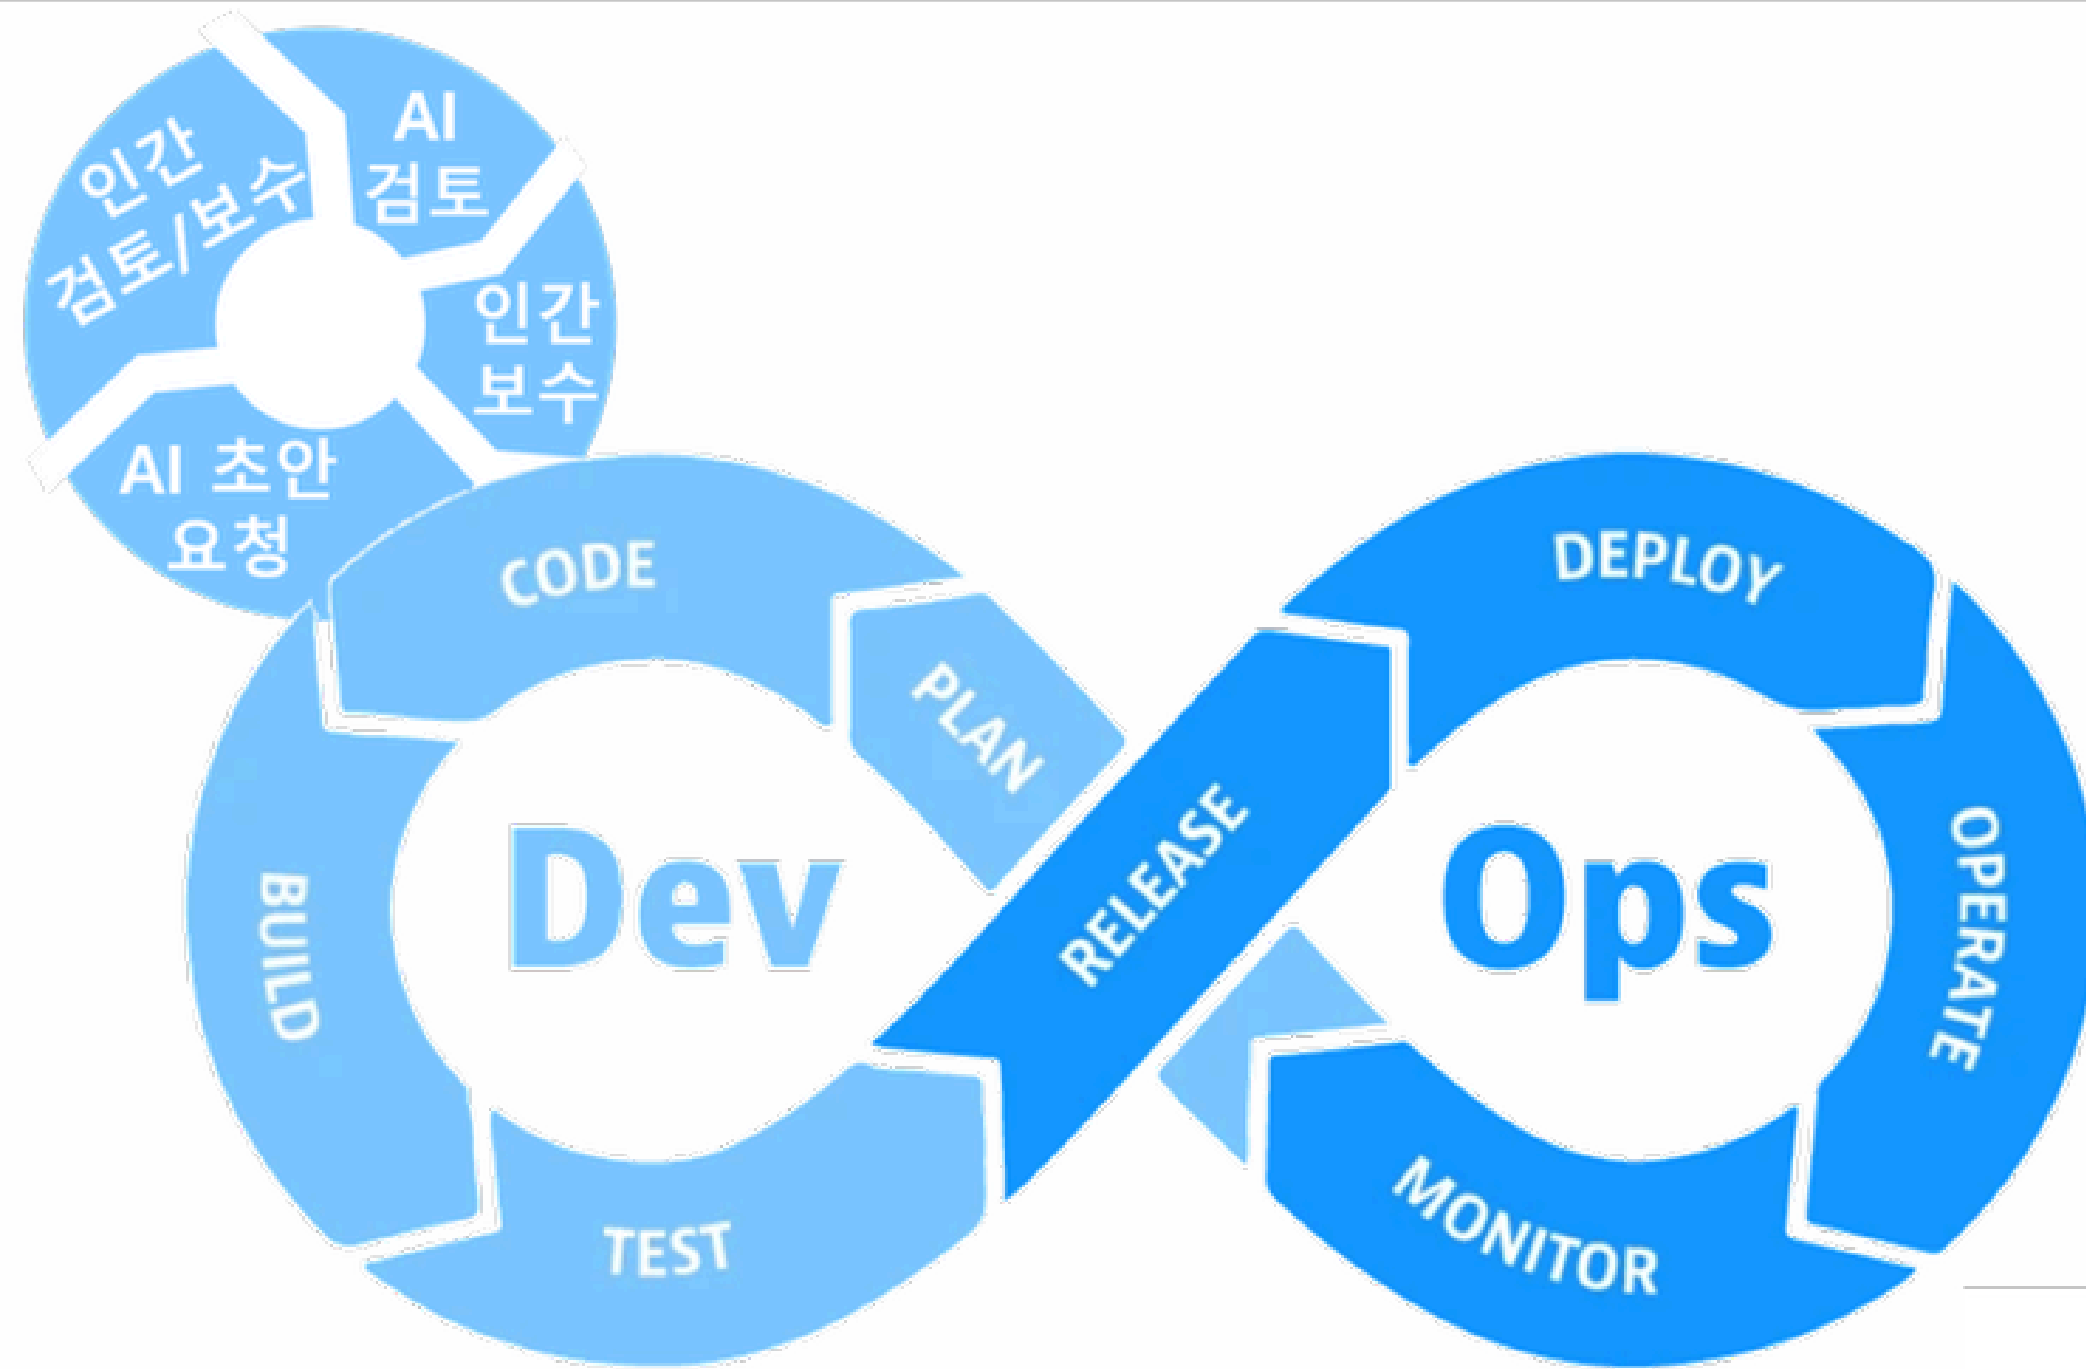 AI
검토
인간
검토/보수
인간
보수
AI 초안
요청
CODE
PLAN
BUILD
TEST
Dev
RELEASE
DEPLOY
OPERATE
MONITOR
Ops